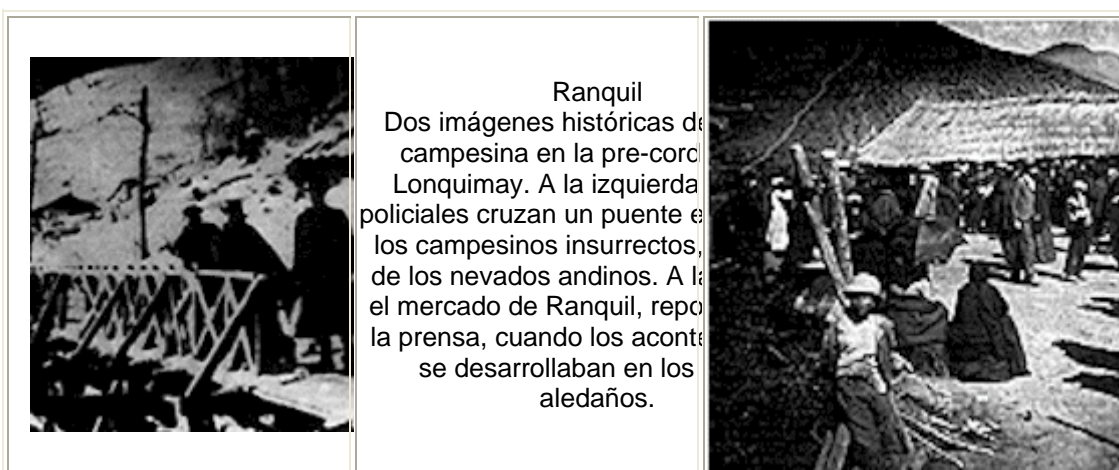 Ranquil
Dos imágenes históricas de
campesina en la pre-cord
Lonquimay. A la izquierda
policiales cruzan un puente e
los campesinos insurrectos,
de los nevados andinos. A la
el mercado de Ranquil, repo
la prensa, cuando los aconte
se desarrollaban en los
aledaños.